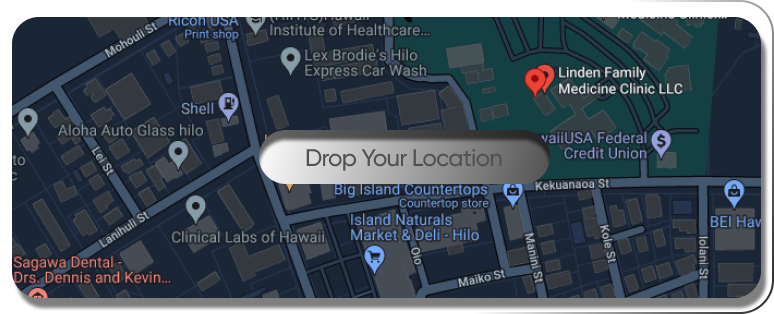 Medicine Clinic...
Ricoh USA
Print shop
Institute of Healthcare...
Mohouli St
Lex Brodie's Hilo
Express Car Wash
Linden Family
Medicine Clinic LLC
Shell
Aloha Auto Glass hilo
waiiUSA Federal
Credit Union
Lei St
Drop Your Location
Kekuanaoa St
Big Island Countertops
Countertop store
Island Naturals
Market & Deli - Hilo
BEI Haw
Lanihuli St
Clinical Labs of Hawaii
Olo
Manini St
Kole St
Iolani St
Maiko St
Sagawa Dental -
Drs. Dennis and Kevin...